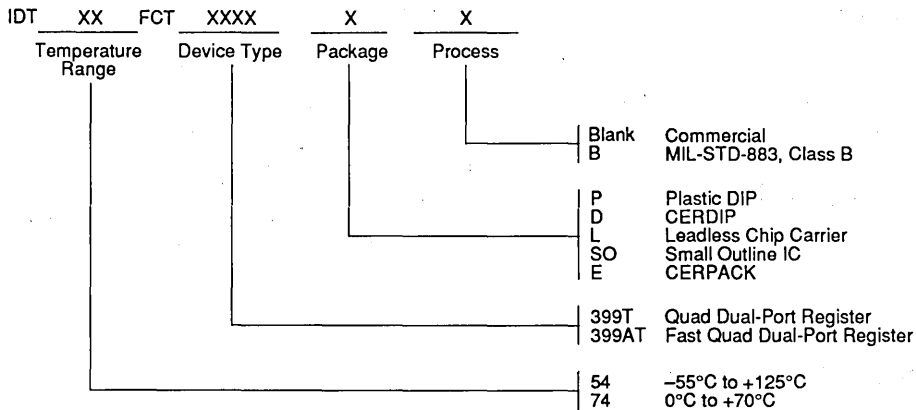 IDT XX FCT XXXX X X
Temperature Range Device Type Package Process
Blank Commercial
B MIL-STD-883, Class B
P Plastic DIP
D CERDIP
L Leadless Chip Carrier
SO Small Outline IC
E CERPACK
399T Quad Dual-Port Register
399AT Fast Quad Dual-Port Register
54 –55°C to +125°C
74 0°C to +70°C